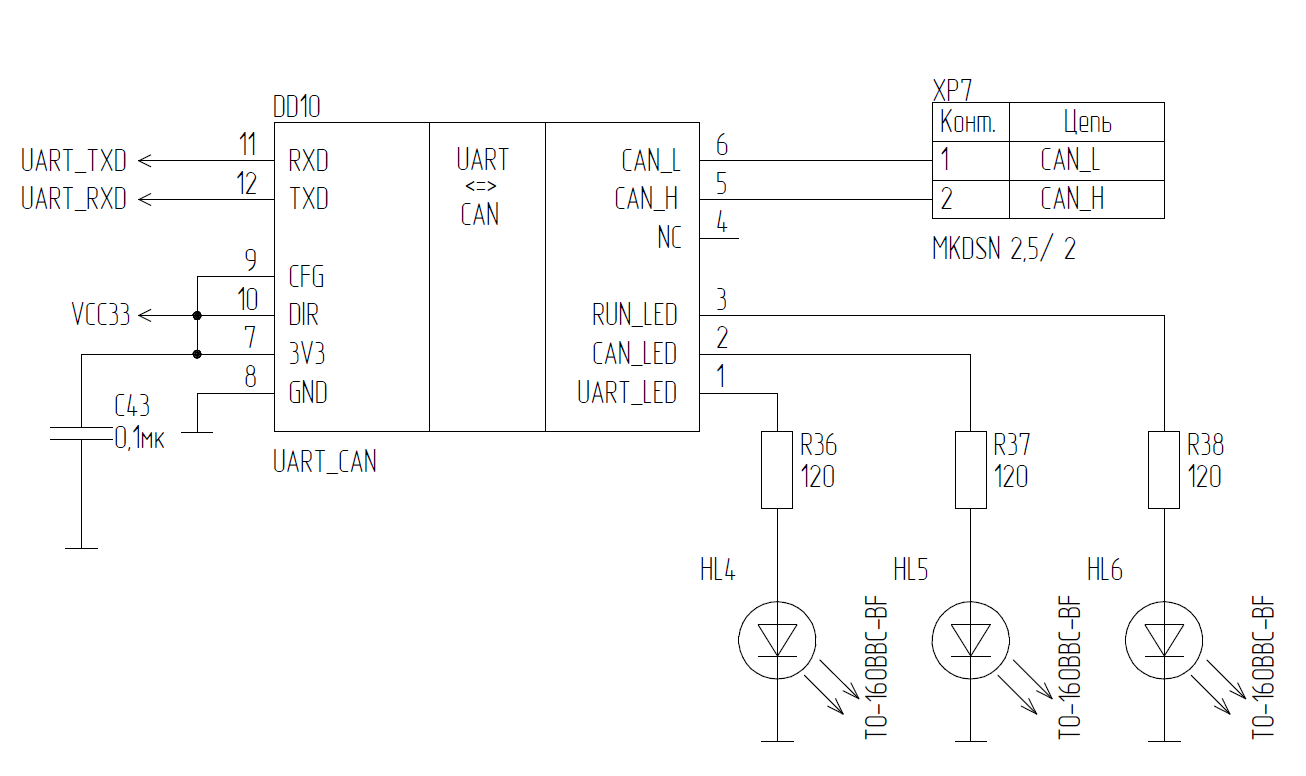 XP7
DD10
Конт. Цепь
11
UART_TXD RXD UART CAN_L 6 1 CAN_L
12 <=> 5
UART_RXD TXD CAN CAN_H 2 CAN_H
4
NC
MKDSN 2,5/ 2
9
CFG
10 3
VCC33 DIR RUN_LED
7 2
3V3 CAN_LED
8 1
GND UART_LED
C43
0,1мк
UART_CAN
R36 R37 R38
120 120 120
HL4 HL5 HL6
TO-160BBC-BF TO-160BBC-BF TO-160BBC-BF